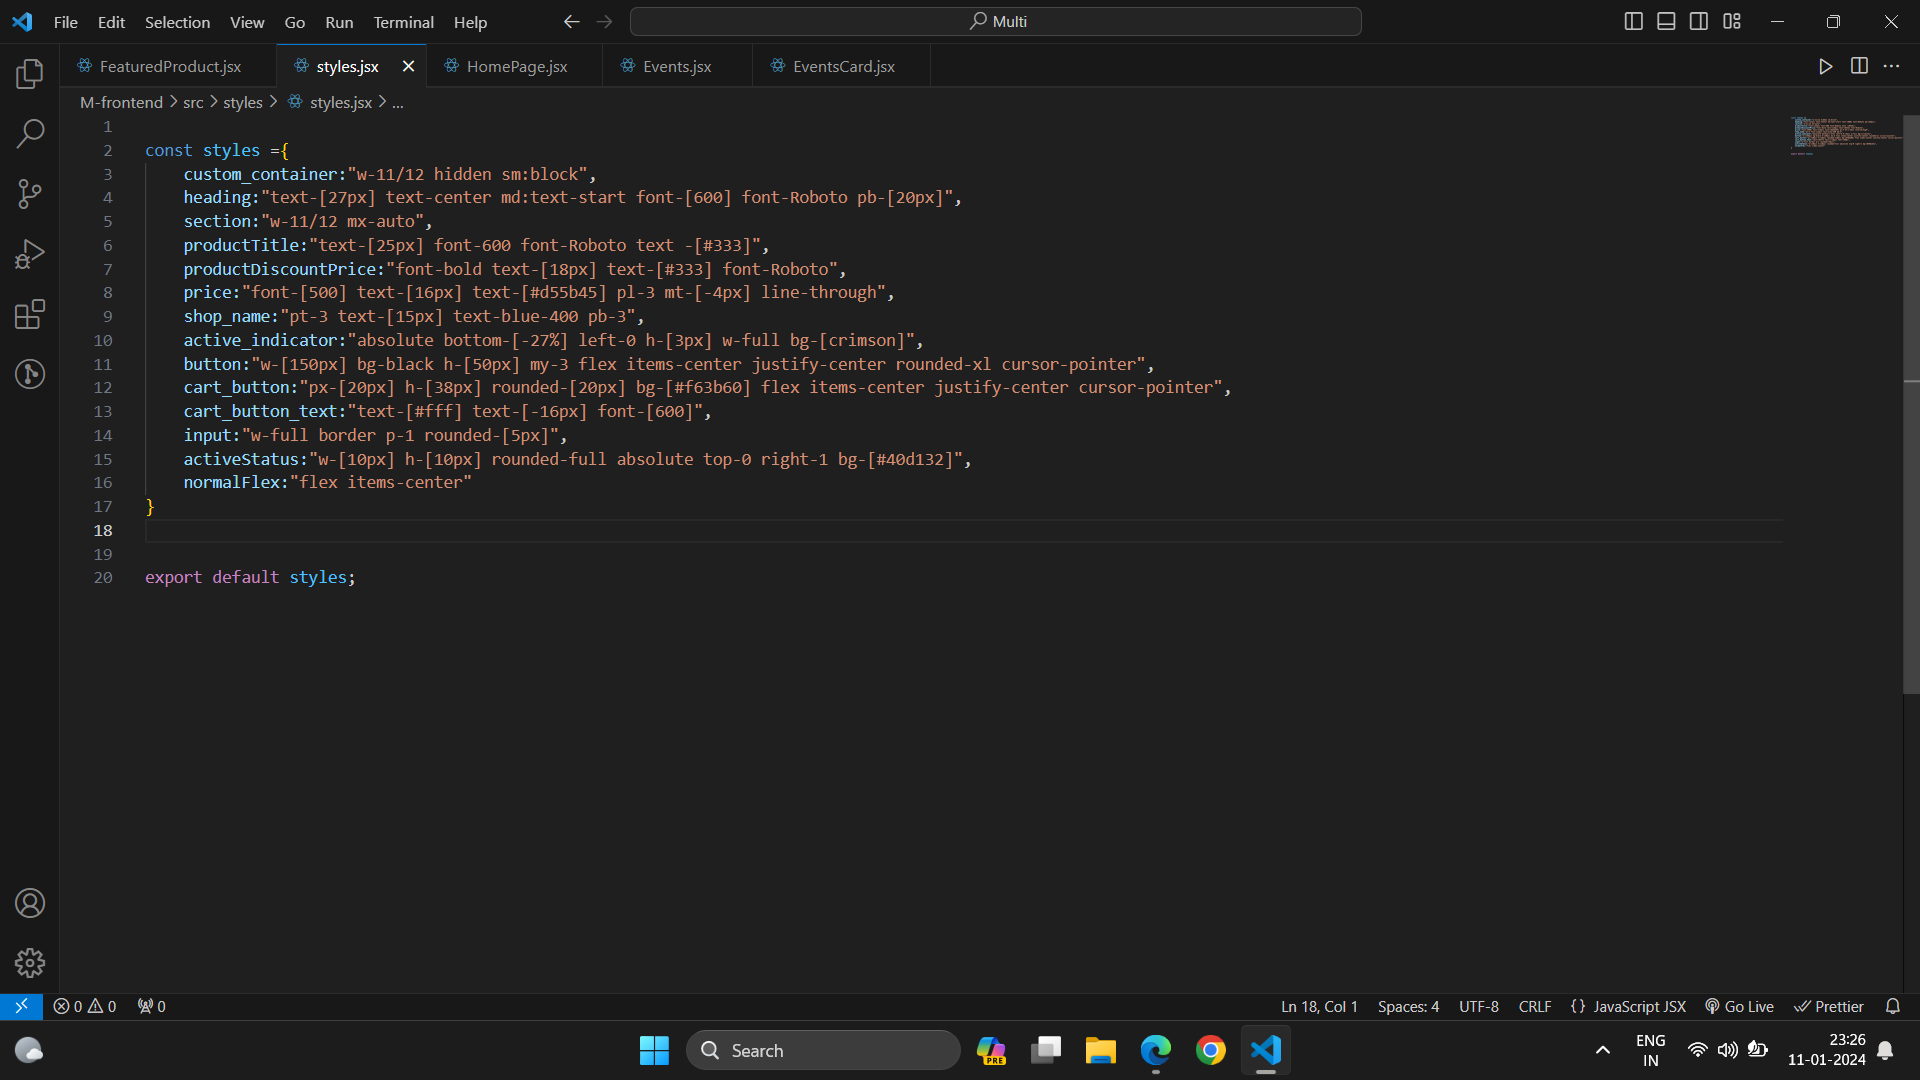 File Edit Selection View Go Run Terminal Help
Multi
FeaturedProduct.jsx styles.jsx HomePage.jsx Events.jsx EventsCard.jsx
M-frontend > src > styles > styles.jsx > ...
1
2 const styles ={
3 custom_container:"w-11/12 hidden sm:block",
4 heading:"text-[27px] text-center md:text-start font-[600] font-Roboto pb-[20px]",
5 section:"w-11/12 mx-auto",
6 productTitle:"text-[25px] font-600 font-Roboto text -[#333]",
7 productDiscountPrice:"font-bold text-[18px] text-[#333] font-Roboto",
8 price:"font-[500] text-[16px] text-[#d55b45] pl-3 mt-[-4px] line-through",
9 shop_name:"pt-3 text-[15px] text-blue-400 pb-3",
10 active_indicator:"absolute bottom-[-27%] left-0 h-[3px] w-full bg-[crimson]",
11 button:"w-[150px] bg-black h-[50px] my-3 flex items-center justify-center rounded-xl cursor-pointer",
12 cart_button:"px-[20px] h-[38px] rounded-[20px] bg-[#f63b60] flex items-center justify-center cursor-pointer",
13 cart_button_text:"text-[#fff] text-[-16px] font-[600]",
14 input:"w-full border p-1 rounded-[5px]",
15 activeStatus:"w-[10px] h-[10px] rounded-full absolute top-0 right-1 bg-[#40d132]",
16 normalFlex:"flex items-center"
17 }
18
19
20 export default styles;
0 0 0 Ln 18, Col 1 Spaces: 4 UTF-8 CRLF {} JavaScript JSX Go Live Prettier
Search PRE ENG 23:26
IN 11-01-2024